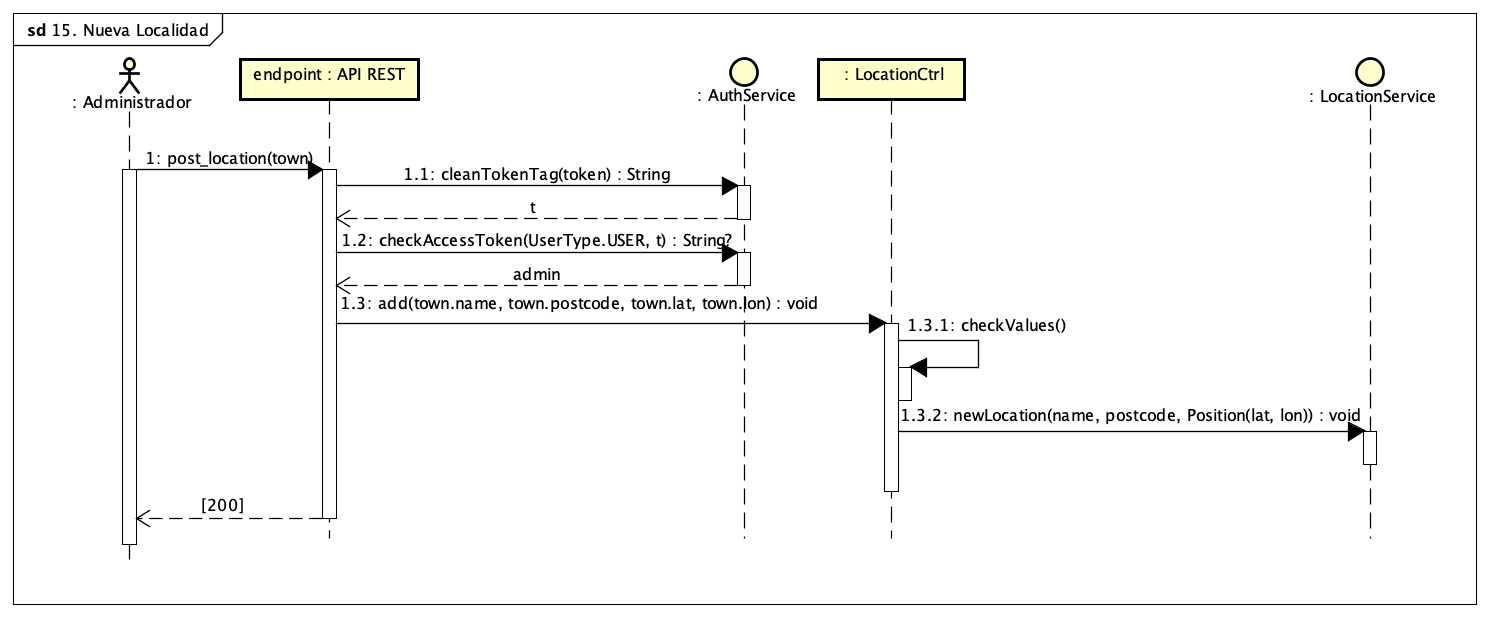 sd 15. Nueva Localidad
: Administrador
endpoint : API REST
: AuthService
: LocationCtrl
: LocationService
1: post_location(town)
1.1: cleanTokenTag(token) : String
t
1.2: checkAccessToken(UserType.USER, t) : String?
admin
1.3: add(town.name, town.postcode, town.lat, town.lon) : void
1.3.1: checkValues()
1.3.2: newLocation(name, postcode, Position(lat, lon)) : void
[200]